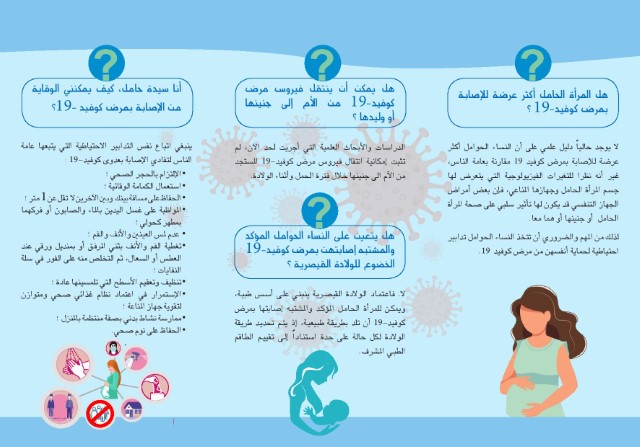 هل المرأة الحامل أكثر عرضة للإصابة
بمرض كوفيد-19 ؟
لا يوجد حالياً دليل علمي على أن النساء الحوامل أكثر
عرضة للإصابة بمرض كوفيد 19 مقارنة بعامة الناس،
غير أنه نظرا للتغيرات الفيزيولوجية التي يتعرض لها
جسم المرأة الحامل وجهازها المناعي، فإن بعض أمراض
الجهاز التنفسي قد يكون لها تأثير سلبي على صحة المرأة
الحامل أو جنينها أو هما معا.
لذلك من المهم والضروري أن تتخذ النساء الحوامل تدابير
احتياطية لحماية أنفسهن من مرض كوفيد 19.
هل يمكن أن ينتقل فيروس مرض
كوفيد-19 من الأم إلى جنينها
أو وليدها ؟
الدراسات والأبحاث العلمية التي أجريت لحد الآن، لم
تثبت إمكانية انتقال فيروس مرض كوفيد-19 المستجد
من الأم الى جنينها خلال فترة الحمل وأثناء الولادة.
هل يتعين على النساء الحوامل المؤكد
والمشتبه إصابتهن بمرض كوفيد-19
الخضوع للولادة القيصرية ؟
لا فاعتماد الولادة القيصرية ينبني على أسس طبية،
ويمكن للمرأة الحامل المؤكد والمشتبه إصابتها بمرض
كوفيد-19 أن تلد بطريقة طبيعية، إذ يتم تحديد طريقة
الولادة لكل حالة على حدة استناداً إلى تقييم الطاقم
الطبي المشرف.
أنا سيدة حامل، كيف يمكنني الوقاية
من الإصابة بمرض كوفيد -19؟
ينبغي اتباع نفس التدابير الاحتياطية التي يتبعها عامة
الناس لتفادي الإصابة بعدوى كوفيد-19 :
• الإلتزام بالحجر الصحي ؛
• استعمال الكمامة الواقية ؛
• الحفاظ على مسافة بينك وبين الآخرين لا تقل عن 1 متر ؛
• المواظبة على غسل اليدين بالماء والصابون أو فركهما
بمطهر كحولي ؛
• عدم لمس العينين والأنف والفم ؛
• تغطية الفم والأنف بثني المرفق أو بمنديل ورقي عند
العطس أو السعال، ثم التخلص منه على الفور في سلة
النفايات ؛
• تنظيف وتعقيم الأسطح التي تلمسينها عادة ؛
• الإستمرار في اعتماد نظام غذائي صحي ومتوازن
لتقوية جهاز المناعة ؛
• ممارسة نشاط بدني بصفة منتظمة بالمنزل ؛
• الحفاظ على نوم صحي.